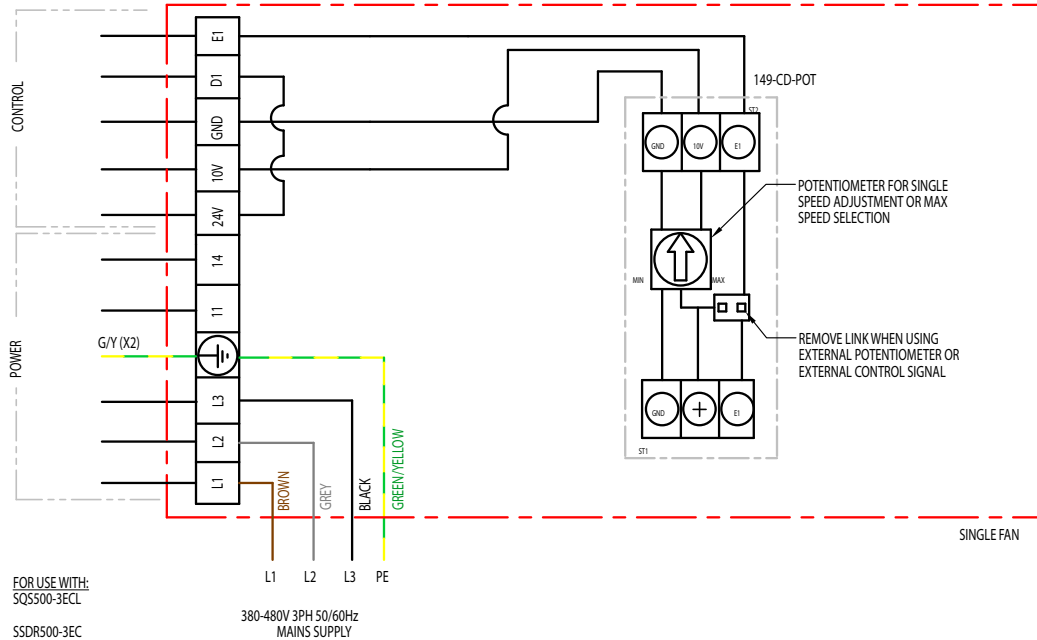 CONTROL
POWER
E1
D1
GND
10V
24V
14
11
L3
L2
L1
G/Y (X2)
BROWN
GREY
BLACK
GREEN/YELLOW
L1
L2
L3
PE
380-480V 3PH 50/60Hz
MAINS SUPPLY
149-CD-POT
ST2
GND
10V
E1
POTENTIOMETER FOR SINGLE
SPEED ADJUSTMENT OR MAX
SPEED SELECTION
MIN
MAX
REMOVE LINK WHEN USING
EXTERNAL POTENTIOMETER OR
EXTERNAL CONTROL SIGNAL
GND
+
E1
ST1
SINGLE FAN
FOR USE WITH:
SQS500-3ECL
SSDR500-3EC